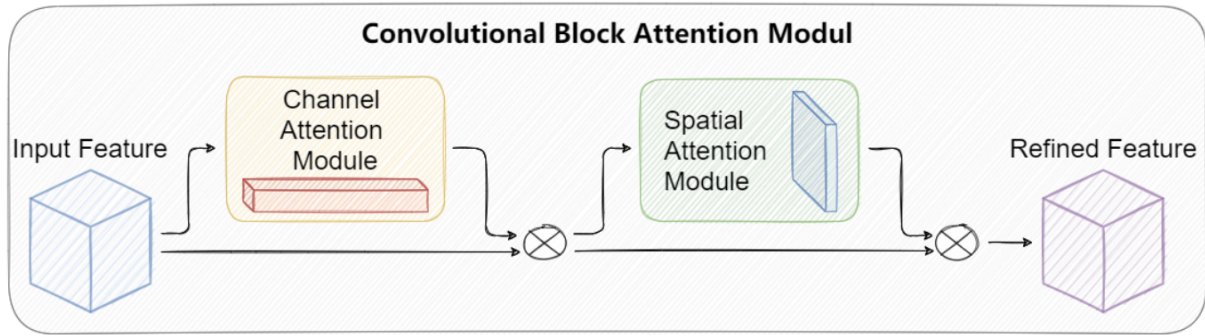 Convolutional Block Attention Modul
Input Feature
Channel
Attention
Module
Spatial
Attention
Module
Refined Feature